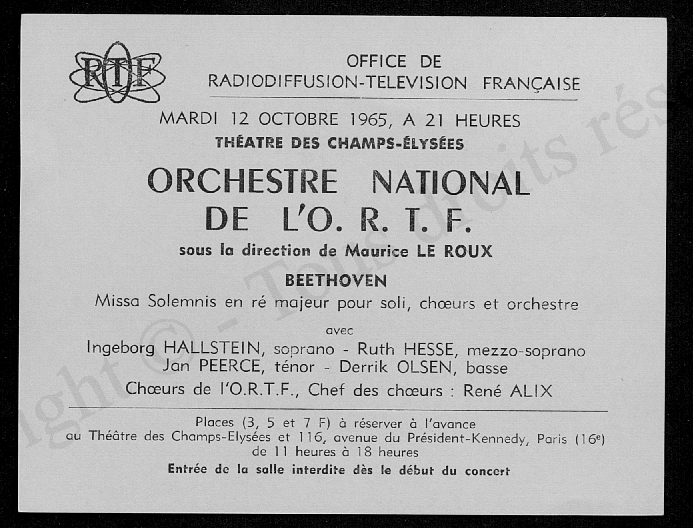 RTF
OFFICE DE
RADIODIFFUSION-TELEVISION FRANÇAISE
MARDI 12 OCTOBRE 1965, A 21 HEURES
THÉATRE DES CHAMPS-ÉLYSÉES
ORCHESTRE NATIONAL
DE L'O. R. T. F.
sous la direction de Maurice LE ROUX
BEETHOVEN
Missa Solemnis en ré majeur pour soli, chœurs et orchestre
avec
Ingeborg HALLSTEIN, soprano - Ruth HESSE, mezzo-soprano
Jan PEERCE, ténor - Derrik OLSEN, basse
Chœurs de l'O.R.T.F., Chef des chœurs : René ALIX
Places (3, 5 et 7 F) à réserver à l'avance
au Théâtre des Champs-Elysées et 116, avenue du Président-Kennedy, Paris (16e)
de 11 heures à 18 heures
Entrée de la salle interdite dès le début du concert
ight © - Tous droits rés